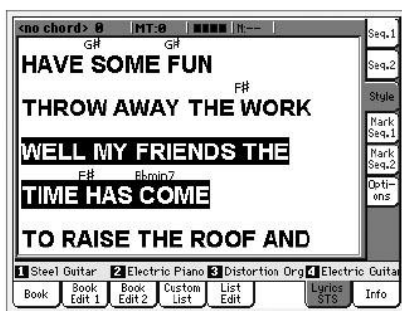 <no chord> 0 MT:0 M:-- Seq.1
G# G#
HAVE SOME FUN
Seq.2
F#
THROW AWAY THE WORK
Style
Mark Seq.1
WELL MY FRIENDS THE
Mark Seq.2
F# Bbmin7
TIME HAS COME
Options
TO RAISE THE ROOF AND
1 Steel Guitar 2 Electric Piano 3 Distortion Org 4 Electric Guita
Book Book Edit 1 Book Edit 2 Custom List List Edit Lyrics STS Info